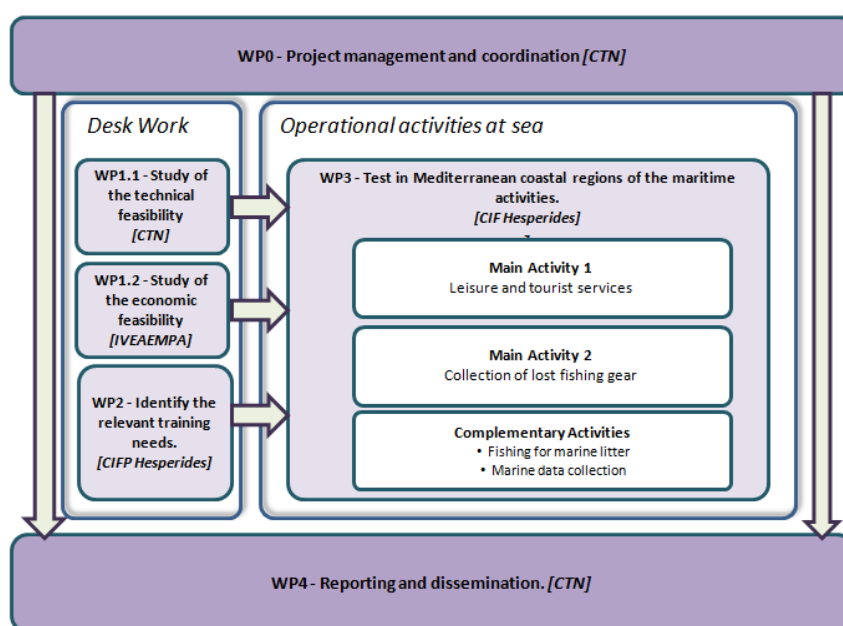 WP0 - Project management and coordination [CTN]
Desk Work
WP1.1 - Study of
the technical
feasibility
[CTN]
WP1.2 - Study of
the economic
feasibility
[IVEAEMPA]
WP2 - Identify the
relevant training
needs.
[CIFP Hesperides]
Operational activities at sea
WP3 - Test in Mediterranean coastal regions of the maritime
activities.
[CIF Hesperides]
Main Activity 1
Leisure and tourist services
Main Activity 2
Collection of lost fishing gear
Complementary Activities
• Fishing for marine litter
• Marine data collection
WP4 - Reporting and dissemination. [CTN]